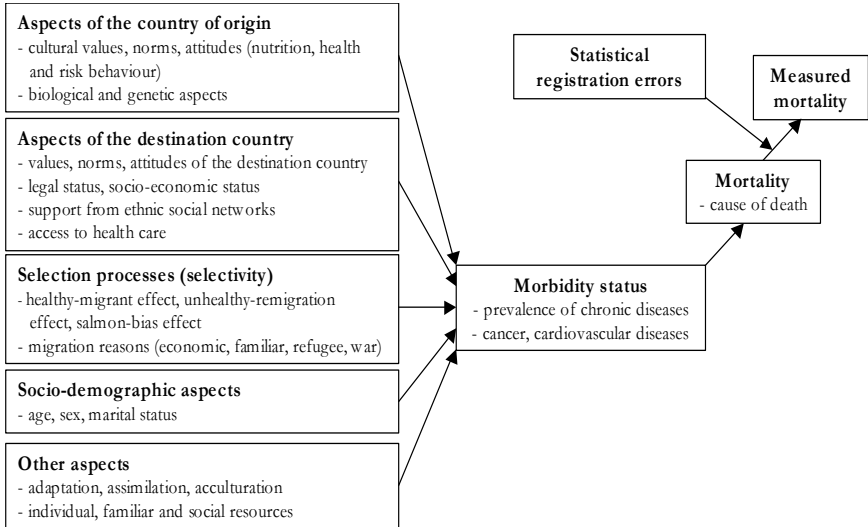 Aspects of the country of origin
- cultural values, norms, attitudes (nutrition, health
and risk behaviour)
- biological and genetic aspects
Aspects of the destination country
- values, norms, attitudes of the destination country
- legal status, socio-economic status
- support from ethnic social networks
- access to health care
Selection processes (selectivity)
- healthy-migrant effect, unhealthy-remigration
effect, salmon-bias effect
- migration reasons (economic, familiar, refugee, war)
Socio-demographic aspects
- age, sex, marital status
Other aspects
- adaptation, assimilation, acculturation
- individual, familiar and social resources
Morbidity status
- prevalence of chronic diseases
- cancer, cardiovascular diseases
Statistical
registration errors
Mortality
- cause of death
Measured
mortality